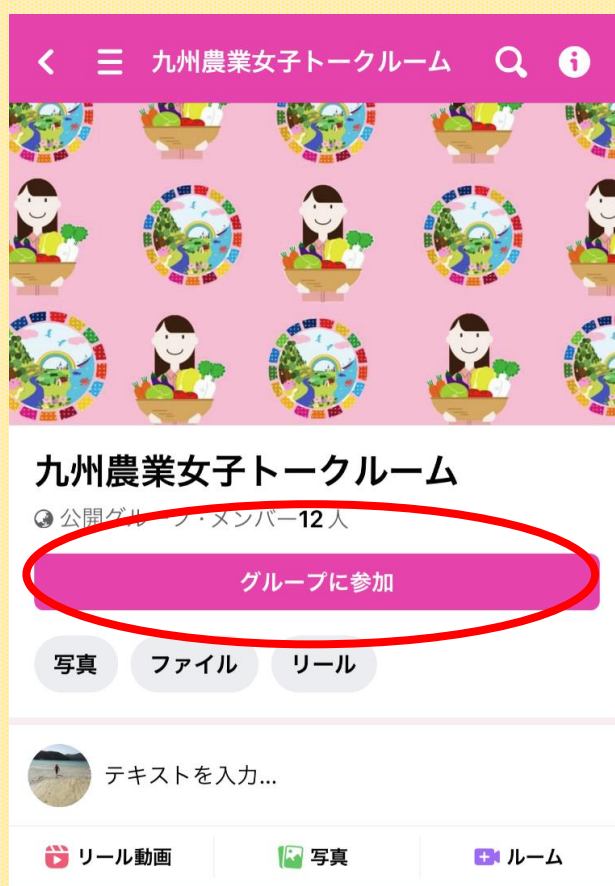 九州農業女子トークルーム
九州農業女子トークルーム
公開グループ・メンバー12人
グループに参加
写真 ファイル リール
テキストを入力...
リール動画 写真 ルーム